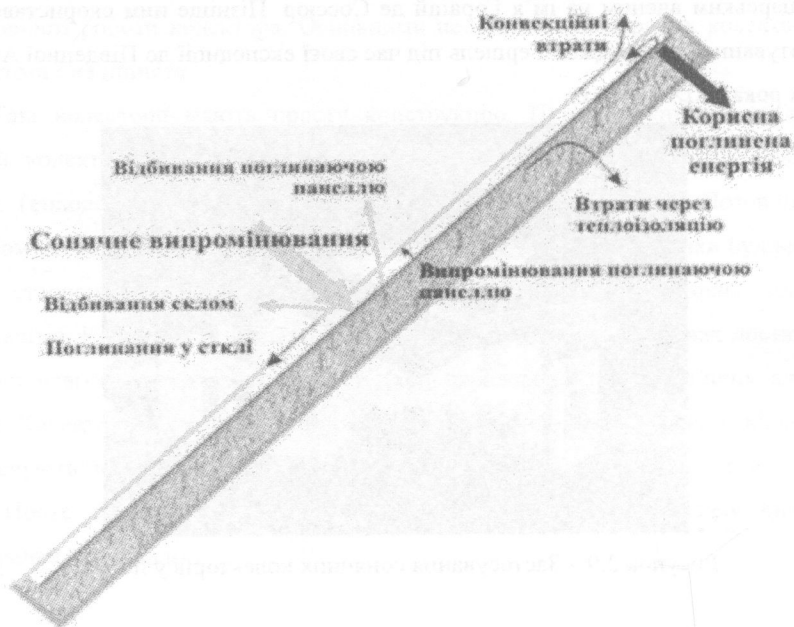 Конвекційні
втрати
Корисна
поглинена
енергія
Відбивання поглинаючою
панеллю
Втрати через
теплоізоляцію
Сонячне випромінювання
Випромінювання поглинаючою
панеллю
Відбивання склом
Поглинання у стклі